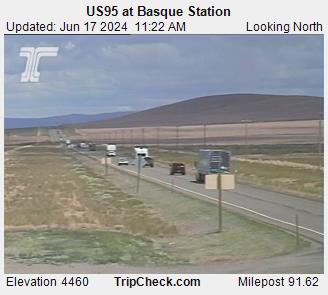 US95 at Basque Station
Updated: Jun 17 2024 11:22 AM Looking North
Elevation 4460 TripCheck.com Milepost 91.62